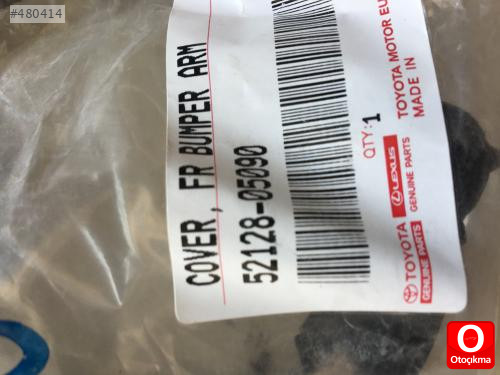 #480414
COVER, FR BUMPER ARM
52128-05090
QTY:1
TOYOTA
GENUINE PARTS
LEXUS
GENUINE PARTS
TOYOTA MOTOR EU
MADE IN
O
Otoçıkma